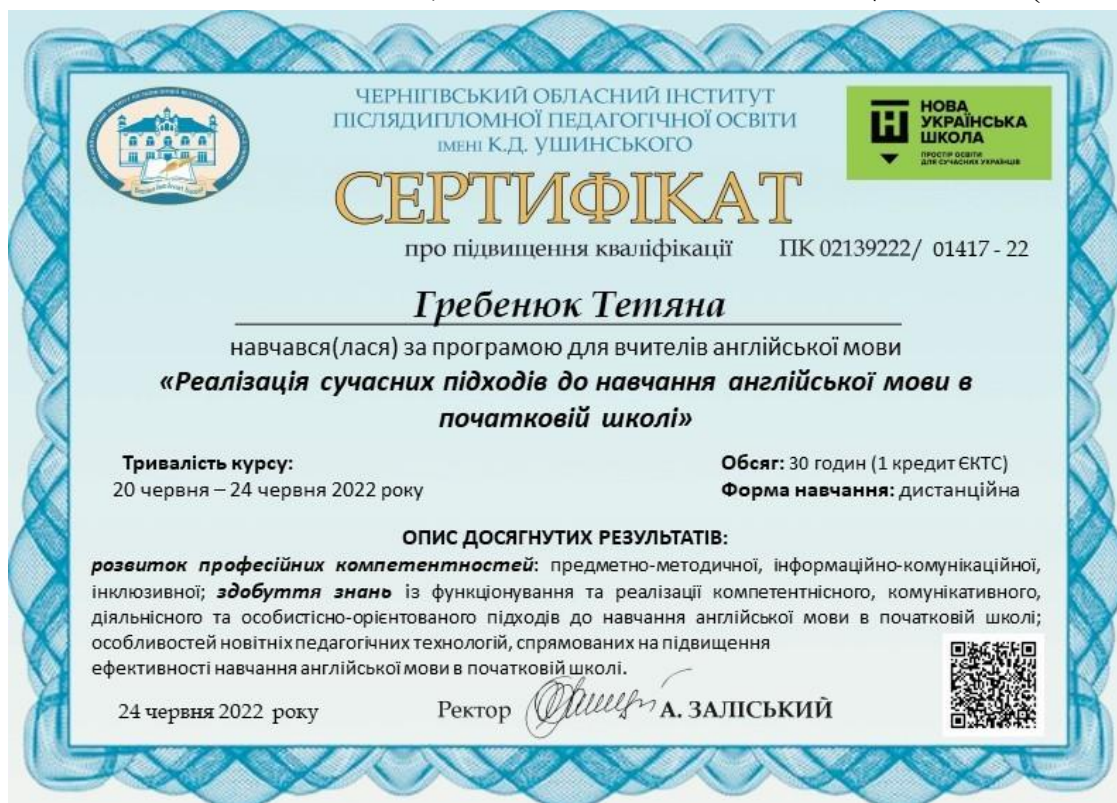 ЧЕРНІГІВСЬКИЙ ОБЛАСНИЙ ІНСТИТУТ
ПІСЛЯДИПЛОМНОЇ ПЕДАГОГІЧНОЇ ОСВІТИ
ІМЕНІ К.Д. УШИНСЬКОГО
НОВА
УКРАЇНСЬКА
ШКОЛА
ПРОСТІР ОСВІТИ
ДЛЯ СУЧАСНИХ УКРАЇНЦІВ
СЕРТИФІКАТ
про підвищення кваліфікації ПК 02139222/ 01417 - 22
Гребенюк Тетяна
навчався(лася) за програмою для вчителів англійської мови
«Реалізація сучасних підходів до навчання англійської мови в
початковій школі»
Тривалість курсу:
20 червня – 24 червня 2022 року
Обсяг: 30 годин (1 кредит ЄКТС)
Форма навчання: дистанційна
ОПИС ДОСЯГНУТИХ РЕЗУЛЬТАТІВ:
розвиток професійних компетентностей: предметно-методичної, інформаційно-комунікаційної,
інклюзивної; здобуття знань із функціонування та реалізації компетентнісного, комунікативного,
діяльнісного та особистісно-орієнтованого підходів до навчання англійської мови в початковій школі;
особливостей новітніх педагогічних технологій, спрямованих на підвищення
ефективності навчання англійської мови в початковій школі.
24 червня 2022 року Ректор А. ЗАЛІСЬКИЙ